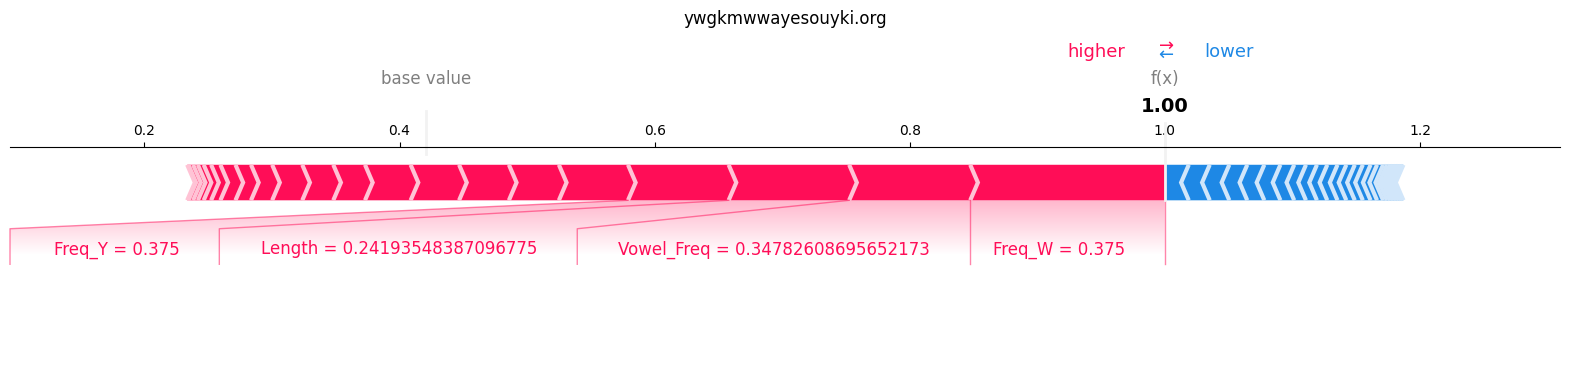 ywgkmwwayesouyki.org
higher ⇄ lower
base value f(x)
1.00
0.2 0.4 0.6 0.8 1.0 1.2
Freq_Y = 0.375 Length = 0.24193548387096775 Vowel_Freq = 0.34782608695652173 Freq_W = 0.375